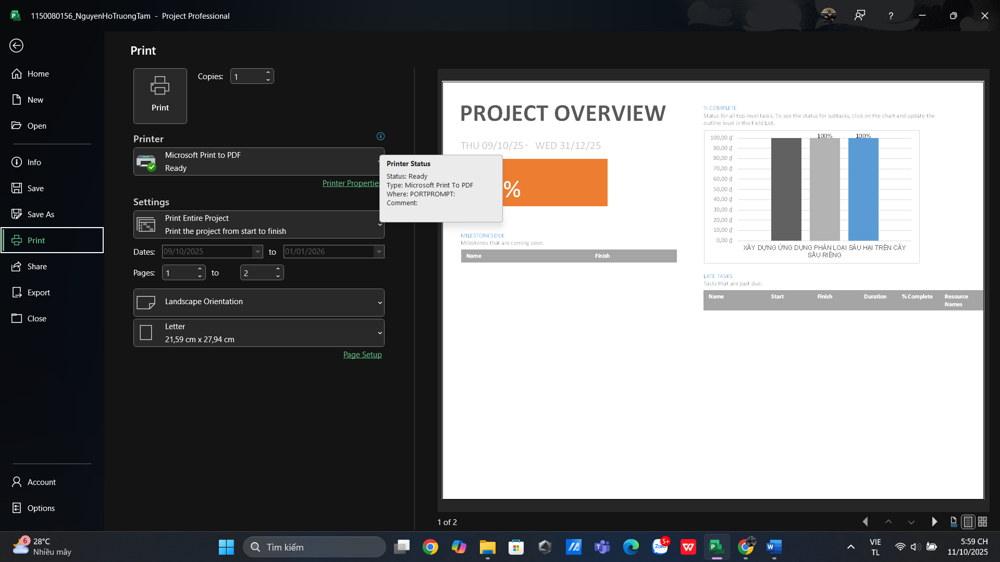 1150080156_NguyenHoTruongTam - Project Professional
?
Home
New
Open
Info
Save
Save As
Print
Share
Export
Close
Account
Options
Print
Print
Copies:
1
Printer
Microsoft Print to PDF
Ready
Printer Propertie
Printer Status
Status: Ready
Type: Microsoft Print To PDF
Where: PORTPROMPT:
Comment:
Settings
Print Entire Project
Print the project from start to finish
Dates:
09/10/2025
to
01/01/2026
Pages:
1
to
2
Landscape Orientation
Letter
21,59 cm x 27,94 cm
Page Setup
PROJECT OVERVIEW
THU 09/10/25 - WED 31/12/25
%
MILESTONES DUE
Milestones that are coming soon.
Name Finish
% COMPLETE
Status for all top-level tasks. To see the status for subtasks, click on the chart and update the
outline level in the Field List.
100,00 ₫
90,00 ₫
80,00 ₫
70,00 ₫
60,00 ₫
50,00 ₫
40,00 ₫
30,00 ₫
20,00 ₫
10,00 ₫
0,00 ₫
100%
100%
XÂY DỰNG ỨNG DỤNG PHÂN LOẠI SÂU HẠI TRÊN CÂY
SẦU RIÊNG
LATE TASKS
Tasks that are past due.
Name Start Finish Duration % Complete Resource
Names
1 of 2
100
6
28°C
Nhiều mây
Tìm kiếm
Zalo
5+
VIE
TL
5:59 CH
11/10/2025